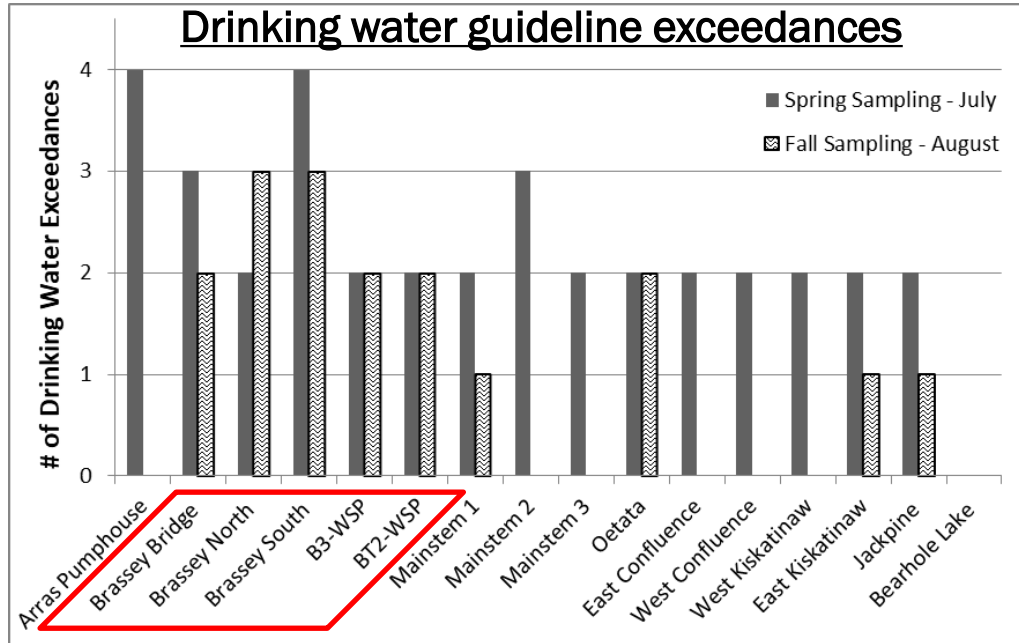 Drinking water guideline exceedances
# of Drinking Water Exceedances
4
3
2
1
0
Spring Sampling - July
Fall Sampling - August
Arras Pumphouse
Brassey Bridge
Brassey North
Brassey South
B3-WSP
BT2-WSP
Mainstem 1
Mainstem 2
Mainstem 3
Oetata
East Confluence
West Confluence
West Kiskatinaw
East Kiskatinaw
Jackpine
Bearhole Lake